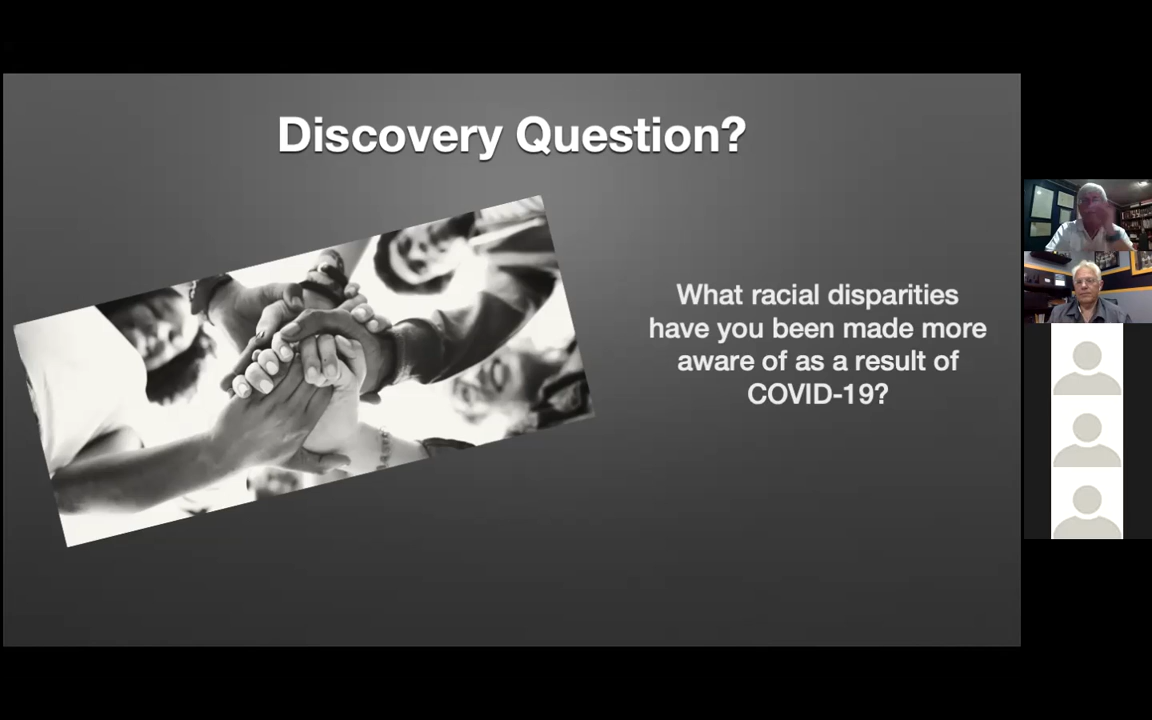 Discovery Question?
What racial disparities
have you been made more
aware of as a result of
COVID-19?